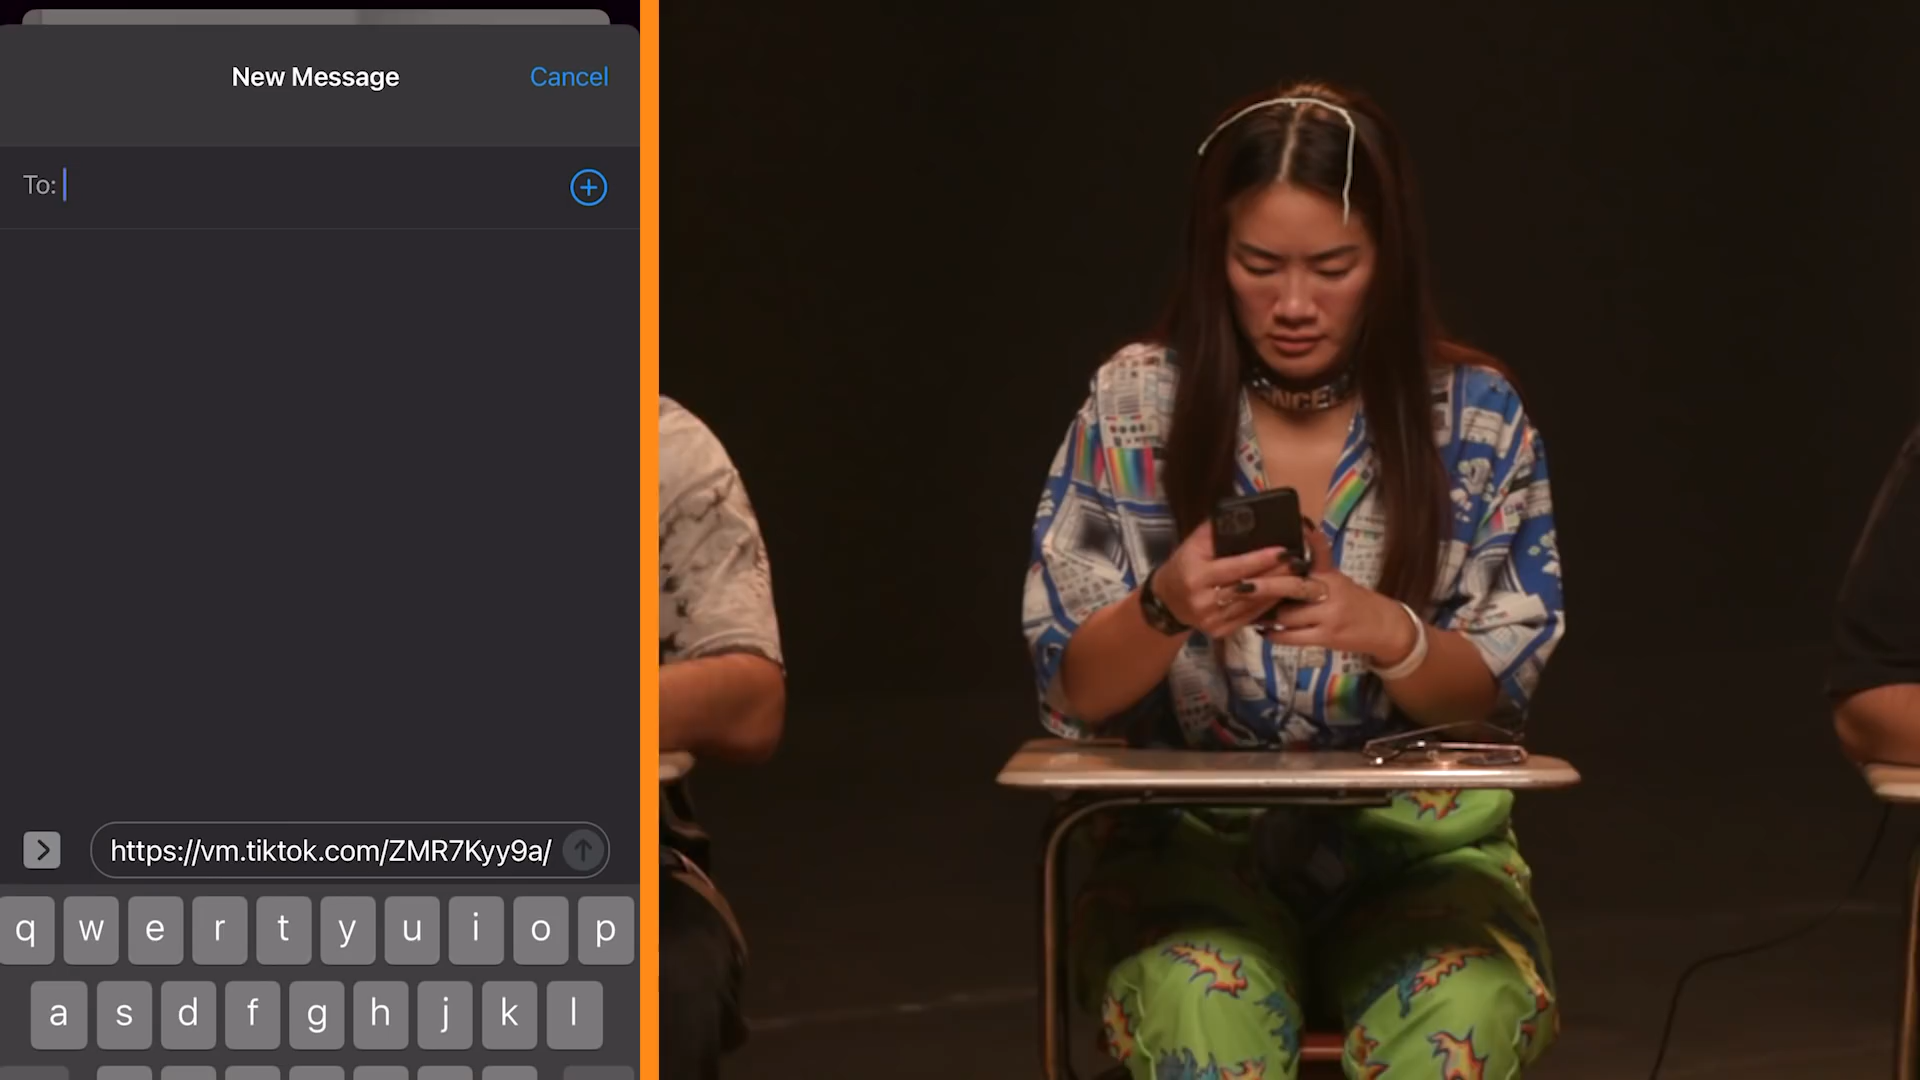 New Message
Cancel
To:
https://vm.tiktok.com/ZMR7Kyy9a/
q w e r t y u i o p
a s d f g h j k l